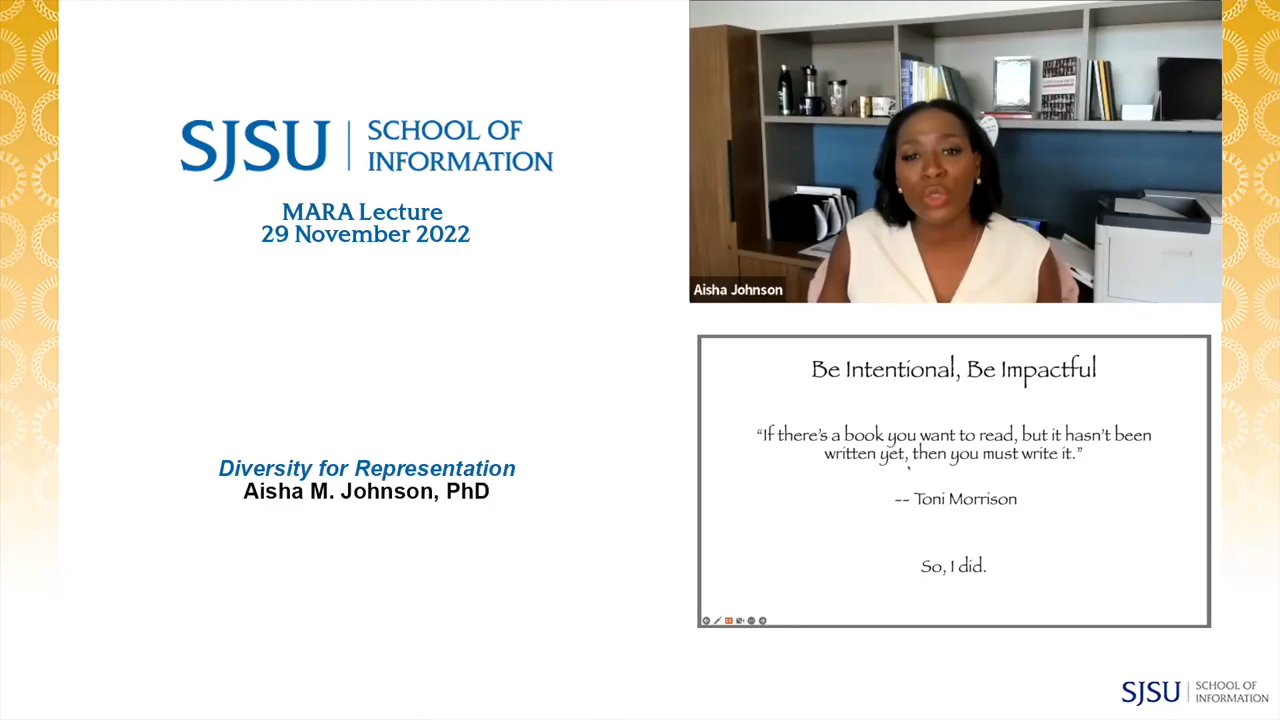 SJSU | SCHOOL OF
INFORMATION
MARA Lecture
29 November 2022
Diversity for Representation
Aisha M. Johnson, PhD
Aisha Johnson
Be Intentional, Be Impactful
“If there’s a book you want to read, but it hasn’t been
written yet, then you must write it.”
-- Toni Morrison
So, I did.
SJSU | SCHOOL OF
INFORMATION